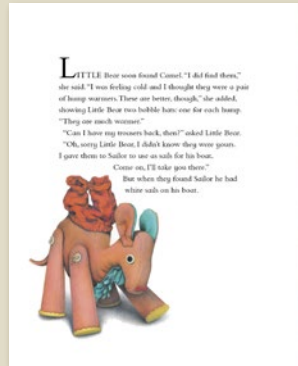 LITTLE Bear soon found Camel. "I did find them,"
she said. "I was feeling cold and I thought they were a pair
of hump warmers. These are better, though," she added,
showing Little Bear two bobble hats: one for each hump.
"They are much warmer."
"Can I have my trousers back, then?" asked Little Bear.
"Oh, sorry Little Bear, I didn't know they were yours.
I gave them to Sailor to use as sails for his boat.
Come on, I'll take you there."
But when they found Sailor he had
white sails on his boat.